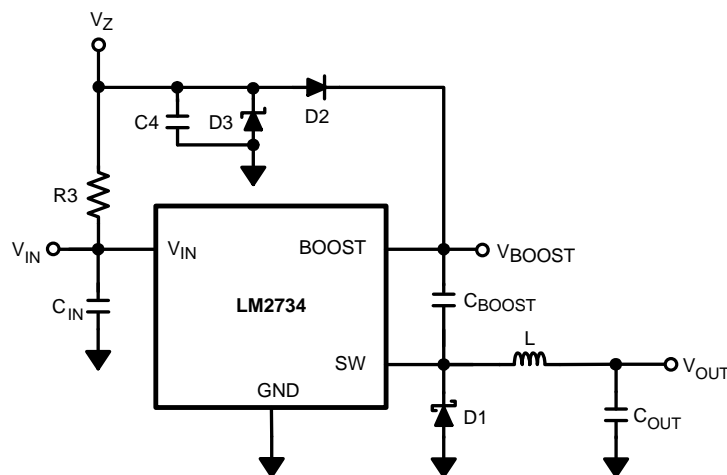 VZ
C4
D3
D2
R3
VIN
VIN
BOOST
VBOOST
CIN
LM2734
CBOOST
L
SW
VOUT
GND
D1
COUT